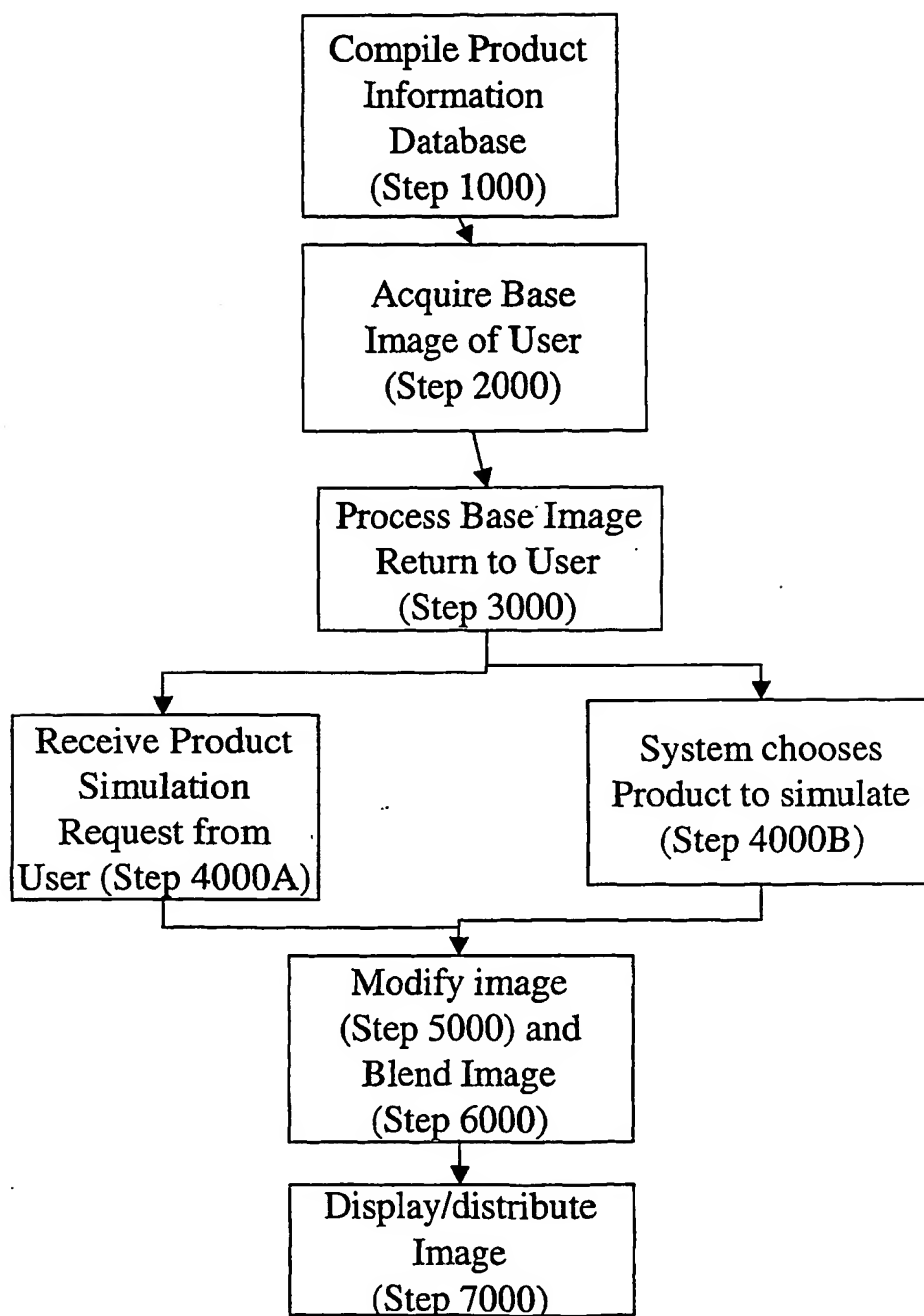 Compile Product
Information
Database
(Step 1000)
Acquire Base
Image of User
(Step 2000)
Process Base Image
Return to User
(Step 3000)
Receive Product
Simulation
Request from
User (Step 4000A)
System chooses
Product to simulate
(Step 4000B)
Modify image
(Step 5000) and
Blend Image
(Step 6000)
Display/distribute
Image
(Step 7000)